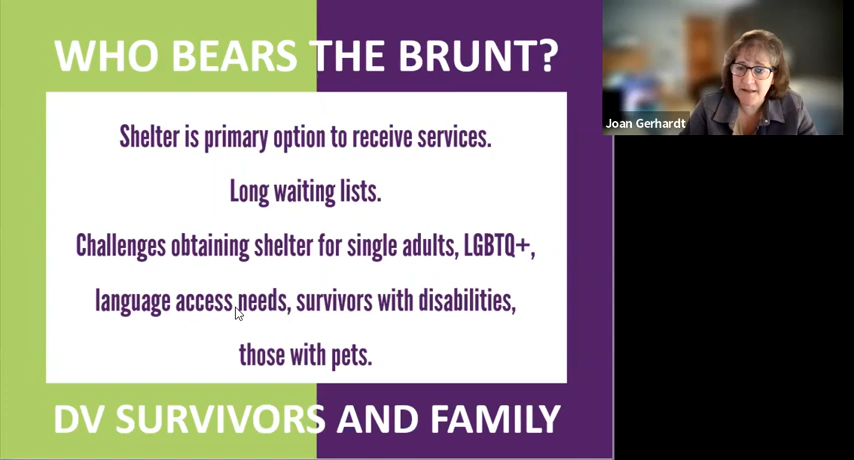 WHO BEARS THE BRUNT?
Joan Gerhardt
Shelter is primary option to receive services.
Long waiting lists.
Challenges obtaining shelter for single adults, LGBTQ+,
language access needs, survivors with disabilities,
those with pets.
DV SURVIVORS AND FAMILY